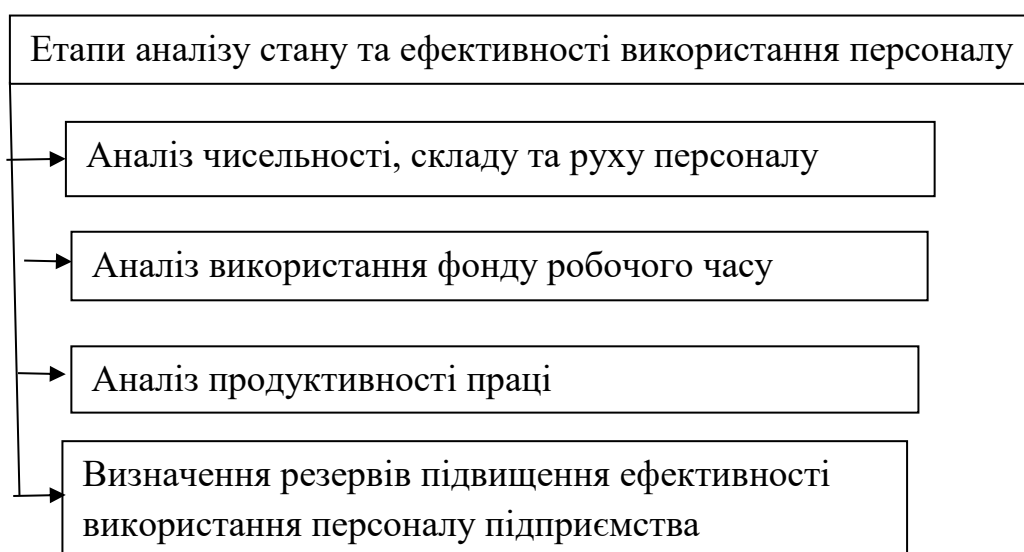 Етапи аналізу стану та ефективності використання персоналу
Аналіз чисельності, складу та руху персоналу
Аналіз використання фонду робочого часу
Аналіз продуктивності праці
Визначення резервів підвищення ефективності
використання персоналу підприємства